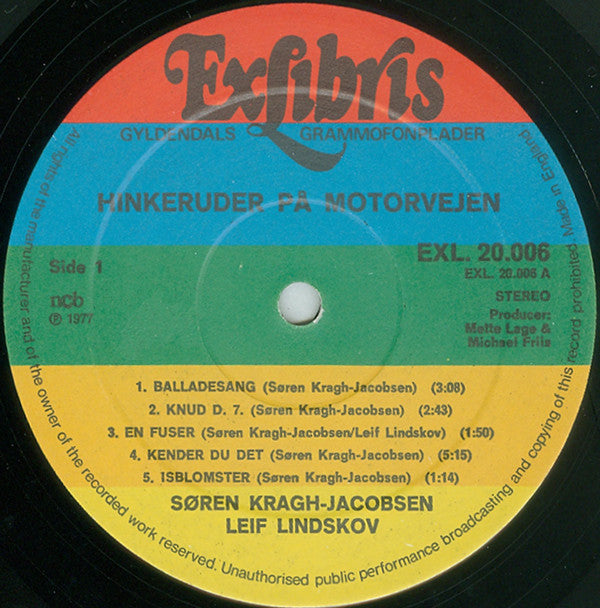 ExLibris
GYLDENDALS GRAMMOFONPLADER
HINKERUDER PÅ MOTORVEJEN
EXL. 20.006
EXL. 20.006 A
Side 1
STEREO
ncb
Ⓟ 1977
Producer:
Mette Lage &
Michael Friis
1. BALLADESANG (Søren Kragh-Jacobsen) (3:08)
2. KNUD D. 7. (Søren Kragh-Jacobsen) (2:43)
3. EN FUSER (Søren Kragh-Jacobsen/Leif Lindskov) (1:50)
4. KENDER DU DET (Søren Kragh-Jacobsen) (5:15)
5. ISBLOMSTER (Søren Kragh-Jacobsen) (1:14)
SØREN KRAGH-JACOBSEN
LEIF LINDSKOV
All rights of the manufacturer and of the owner of the recorded work reserved. Unauthorised public performance broadcasting and copying of this record prohibited. Made in England